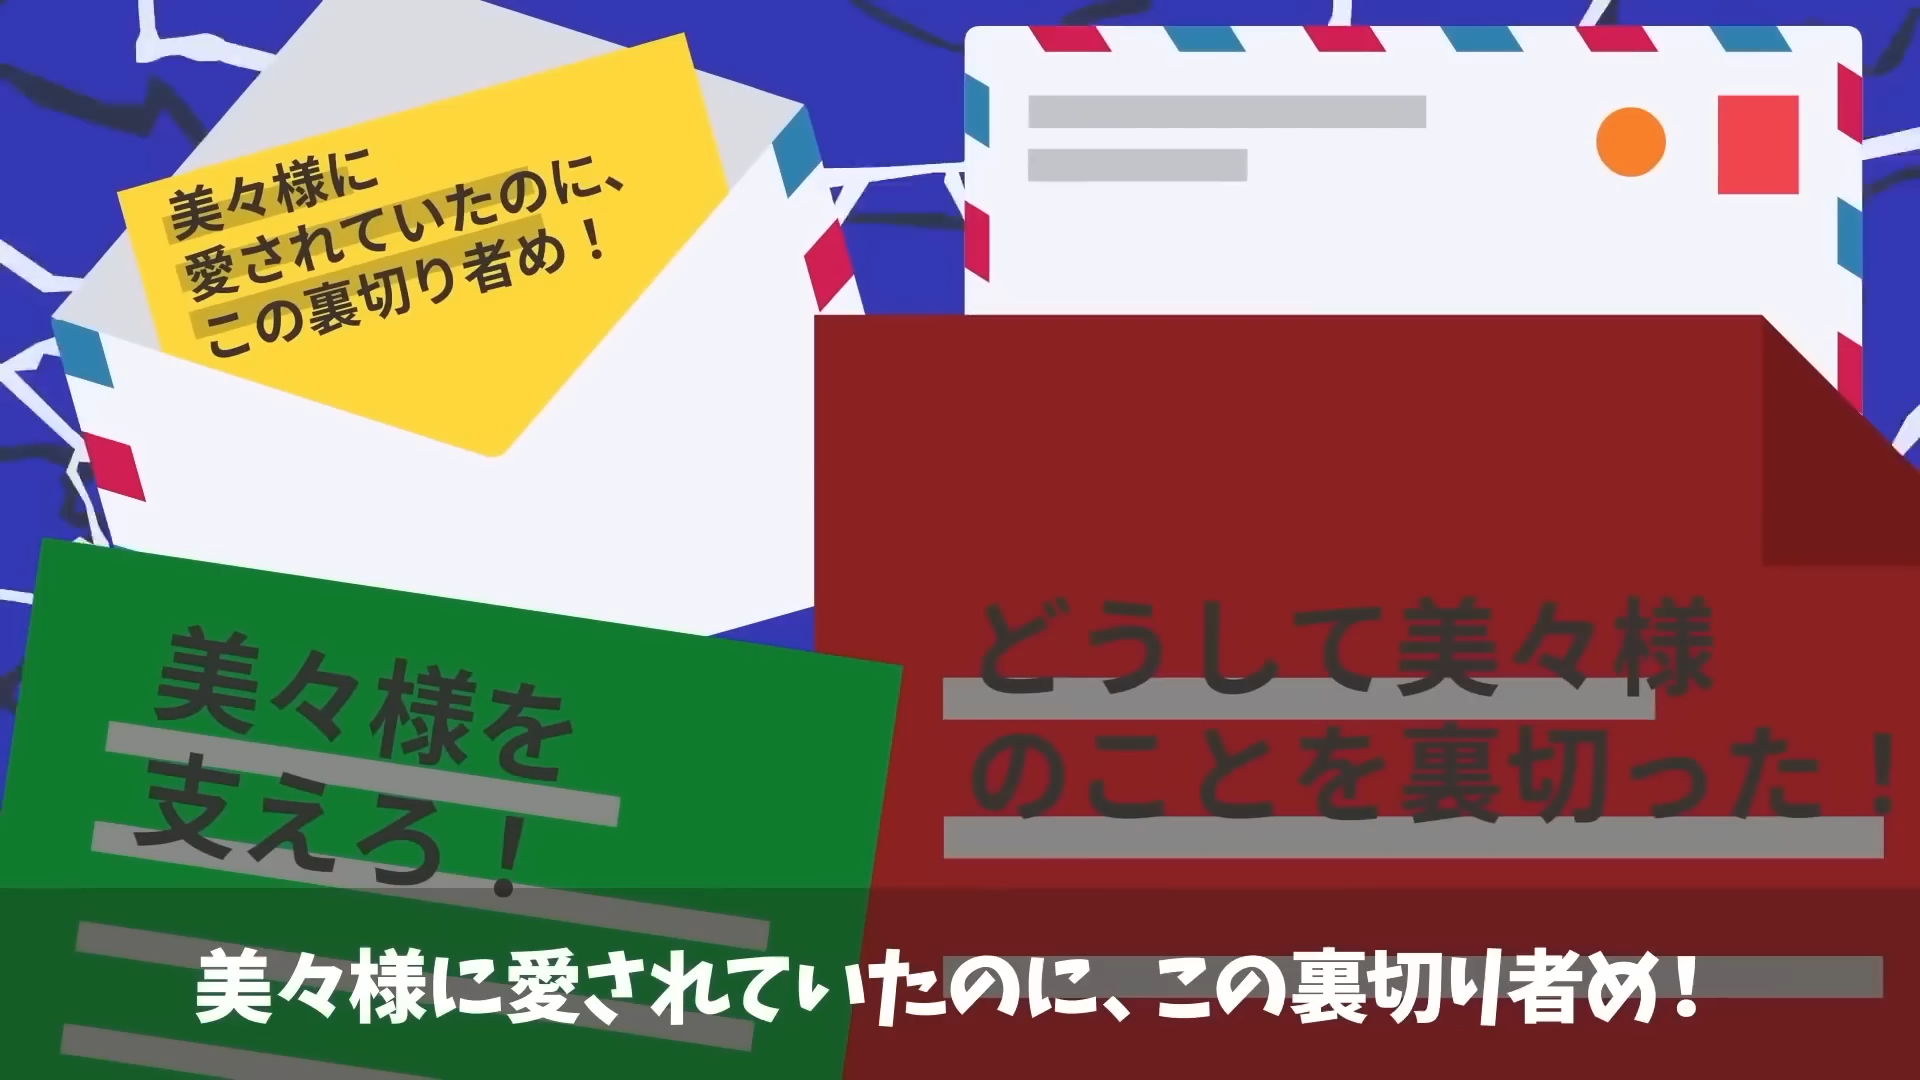 美々様に
愛されていたのに、
この裏切り者め！
どうして美々様
のことを裏切った！
美々様を
支えろ！
美々様に愛されていたのに、この裏切り者め！